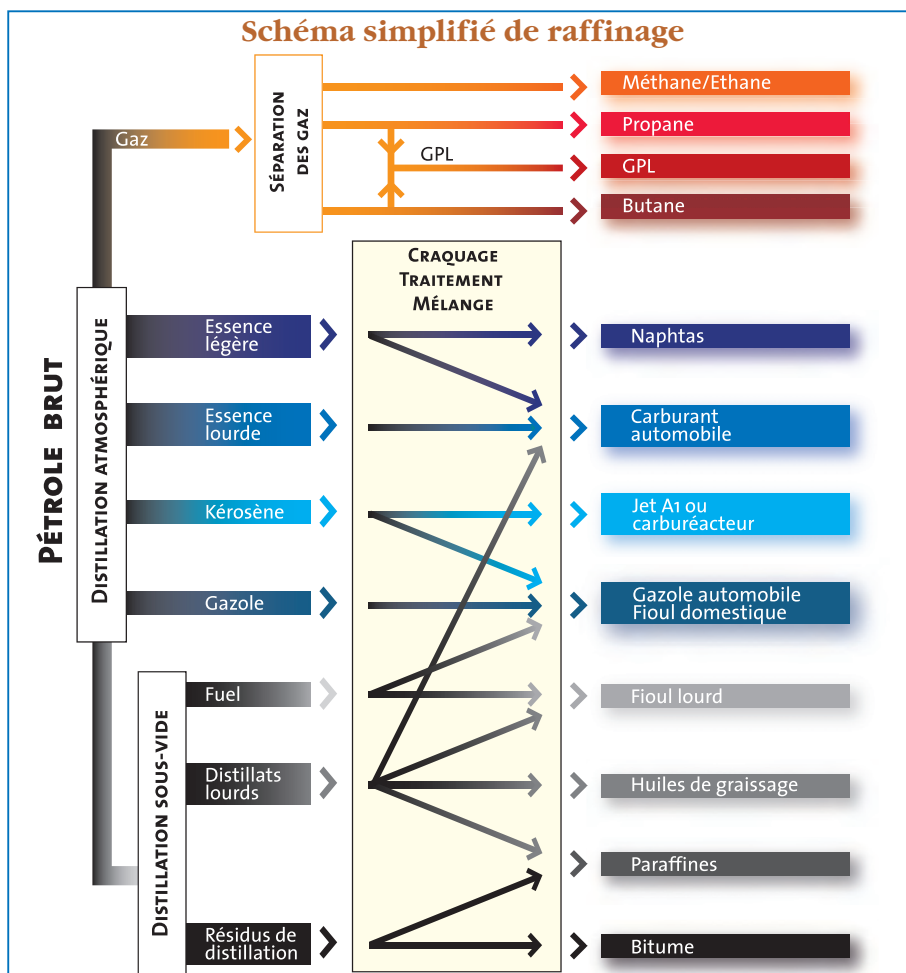 Schéma simplifié de raffinage
PÉTROLE BRUT
DISTILLATION ATMOSPHÉRIQUE
DISTILLATION SOUS-VIDE
Gaz
SÉPARATION
DES GAZ
GPL
Méthane/Ethane
Propane
GPL
Butane
CRAQUAGE
TRAITEMENT
MÉLANGE
Essence
légère
Naphtas
Essence
lourde
Carburant
automobile
Kérosène
Jet A1 ou
carburéacteur
Gazole
Gazole automobile
Fioul domestique
Fuel
Fioul lourd
Distillats
lourds
Huiles de graissage
Paraffines
Résidus de
distillation
Bitume